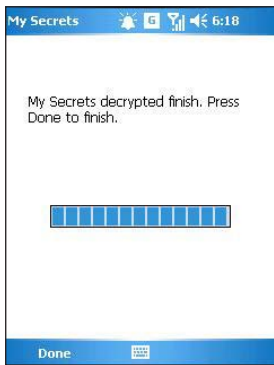 My Secrets G 6:18
My Secrets decrypted finish. Press
Done to finish.
Done